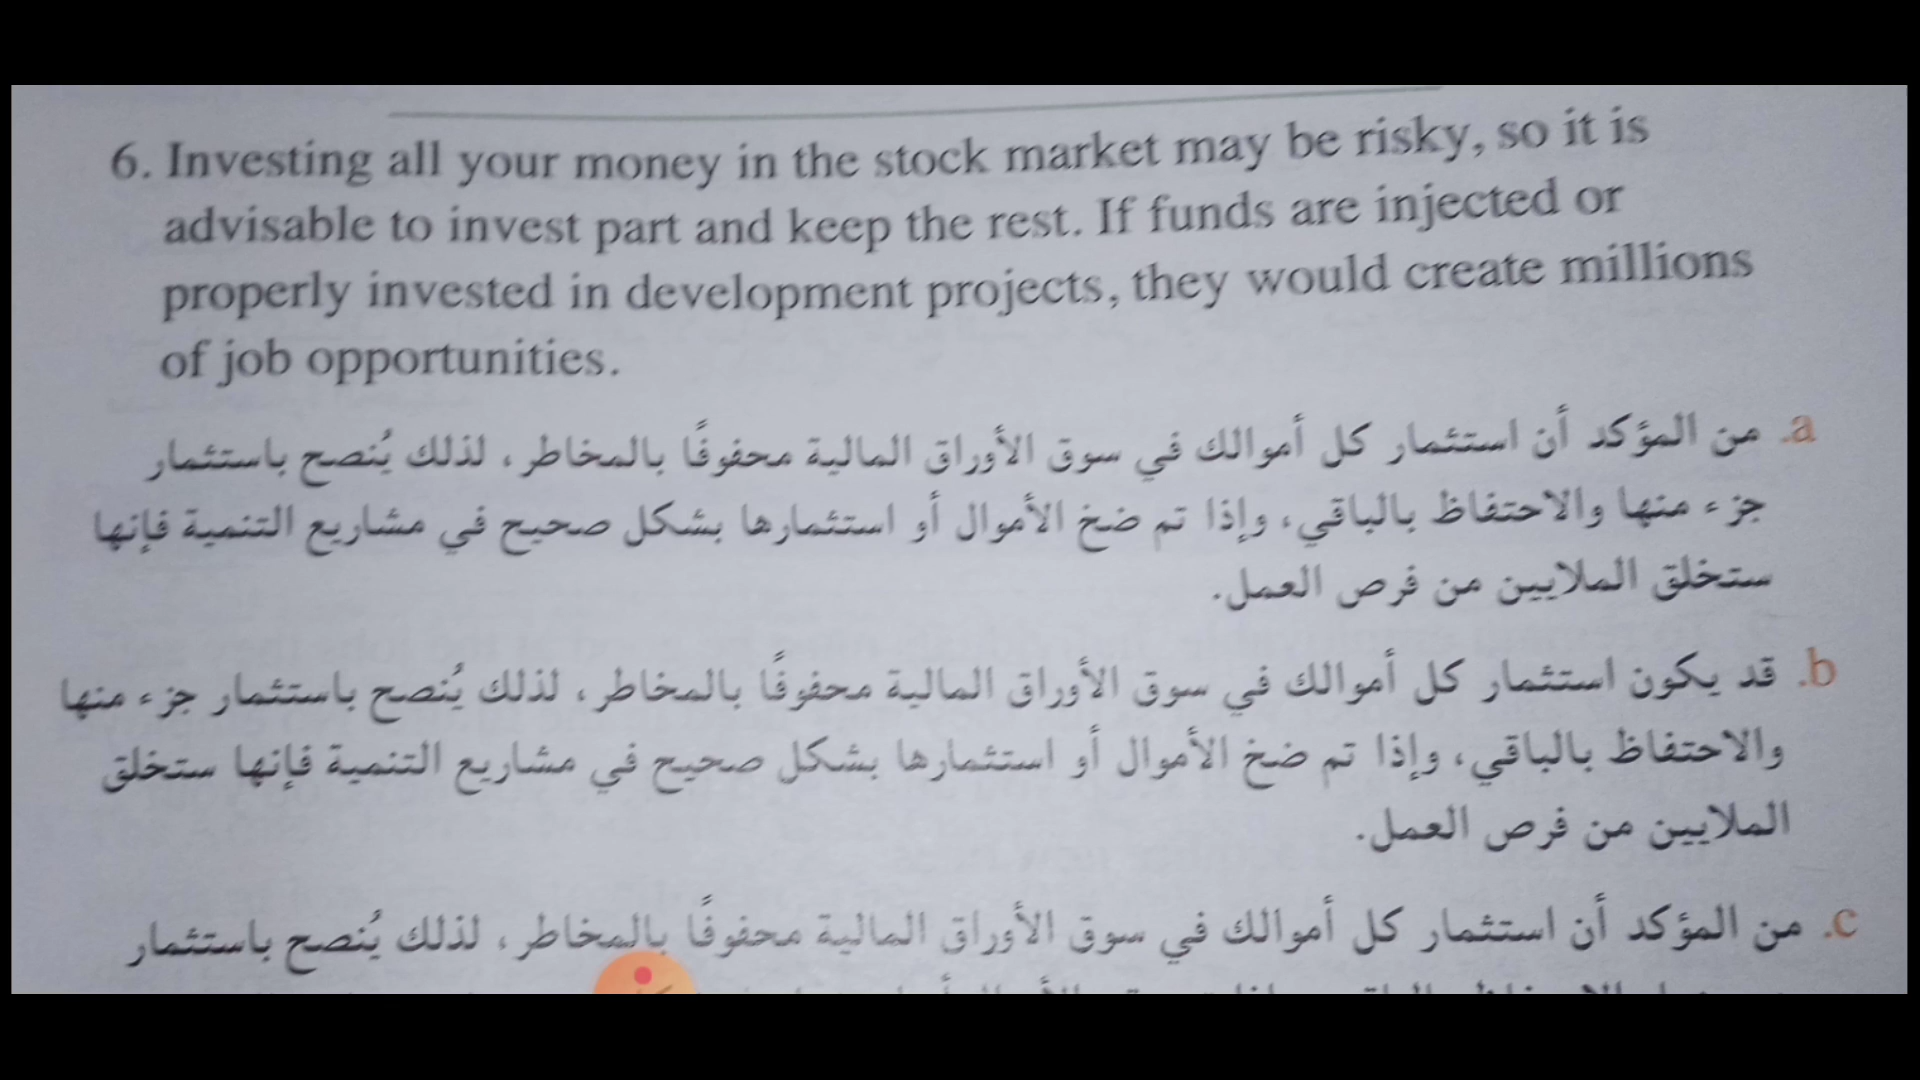 6. Investing all your money in the stock market may be risky, so it is
advisable to invest part and keep the rest. If funds are injected or
properly invested in development projects, they would create millions
of job opportunities.
a. من المؤكد أن استثمار كل أموالك في سوق الأوراق المالية محفوفًا بالمخاطر، لذلك يُنصح باستثمار
جزء منها والاحتفاظ بالباقي، وإذا تم ضخ الأموال أو استثمارها بشكل صحيح في مشاريع التنمية فإنها
ستخلق الملايين من فرص العمل.
b. قد يكون استثمار كل أموالك في سوق الأوراق المالية محفوفًا بالمخاطر، لذلك يُنصح باستثمار جزء منها
والاحتفاظ بالباقي، وإذا تم ضخ الأموال أو استثمارها بشكل صحيح في مشاريع التنمية فإنها ستخلق
الملايين من فرص العمل.
c. من المؤكد أن استثمار كل أموالك في سوق الأوراق المالية محفوفًا بالمخاطر، لذلك يُنصح باستثمار